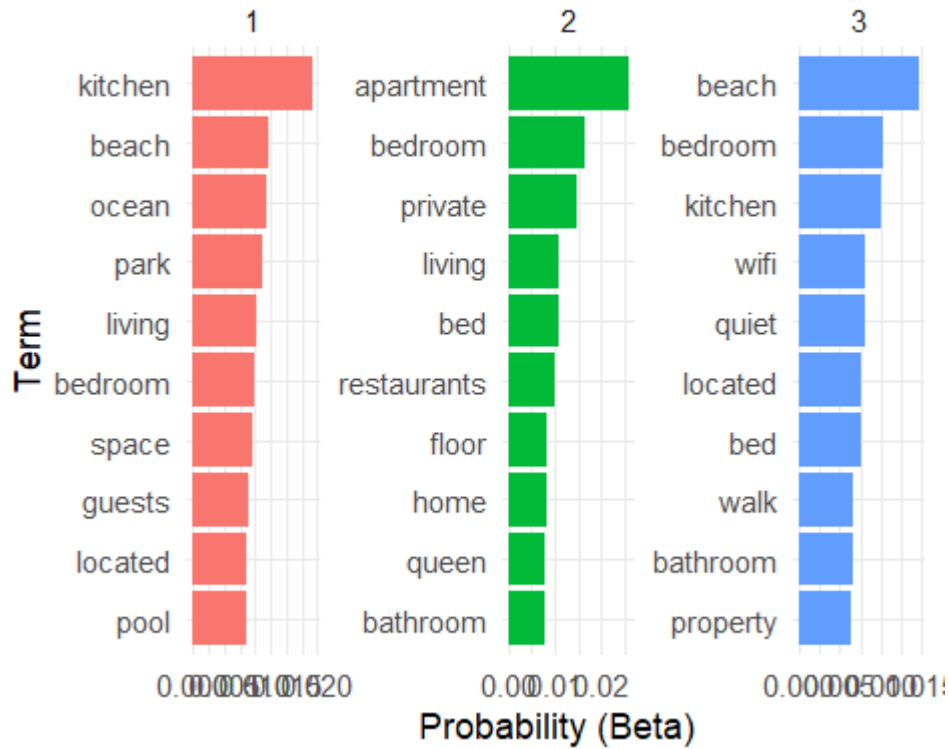 1
kitchen
beach
ocean
park
living
bedroom
space
guests
located
pool
2
apartment
bedroom
private
living
bed
restaurants
floor
home
queen
bathroom
0.00 0.01 0.02
3
beach
bedroom
kitchen
wifi
quiet
located
bed
walk
bathroom
property
Term
Probability (Beta)